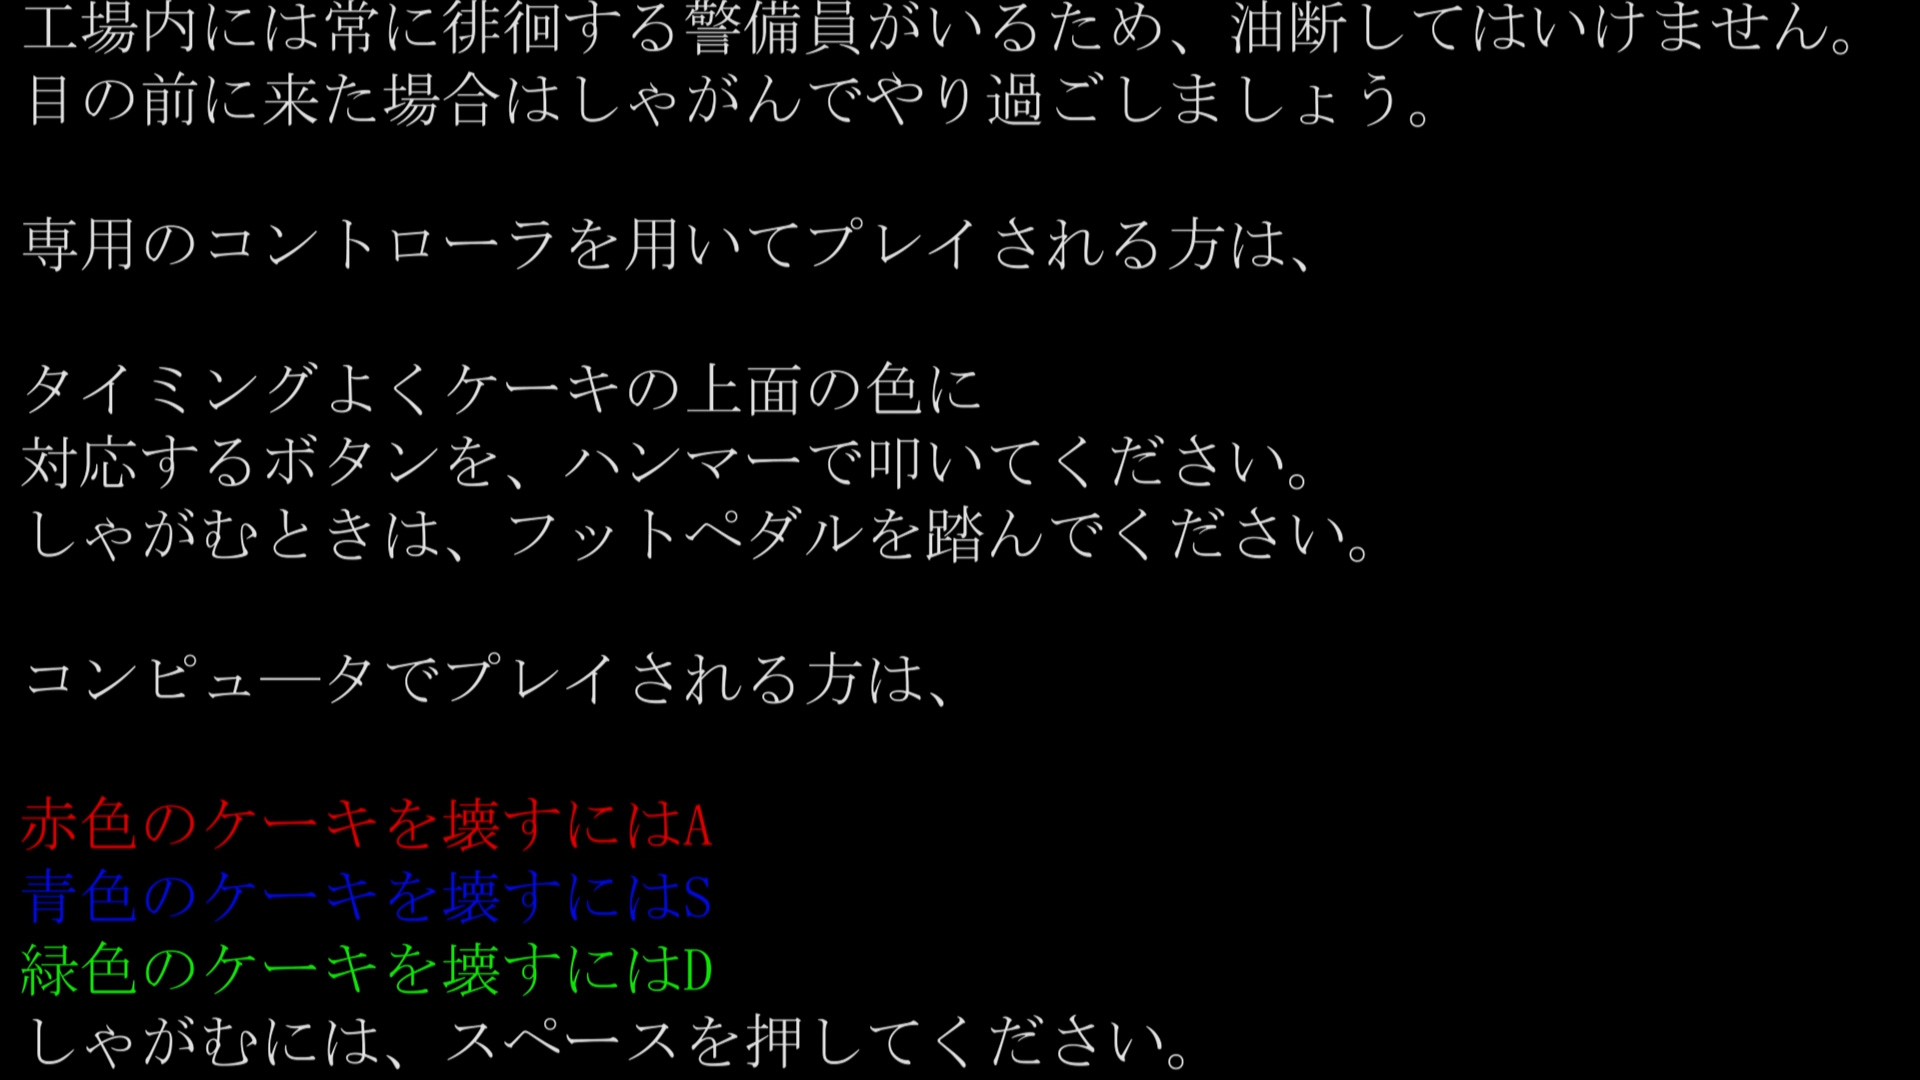 工場内には常に徘徊する警備員がいるため、油断してはいけません。
目の前に来た場合はしゃがんでやり過ごしましょう。
専用のコントローラを用いてプレイされる方は、
タイミングよくケーキの上面の色に
対応するボタンを、ハンマーで叩いてください。
しゃがむときは、フットペダルを踏んでください。
コンピュ―タでプレイされる方は、
赤色のケーキを壊すにはA
青色のケーキを壊すにはS
緑色のケーキを壊すにはD
しゃがむには、スペースを押してください。